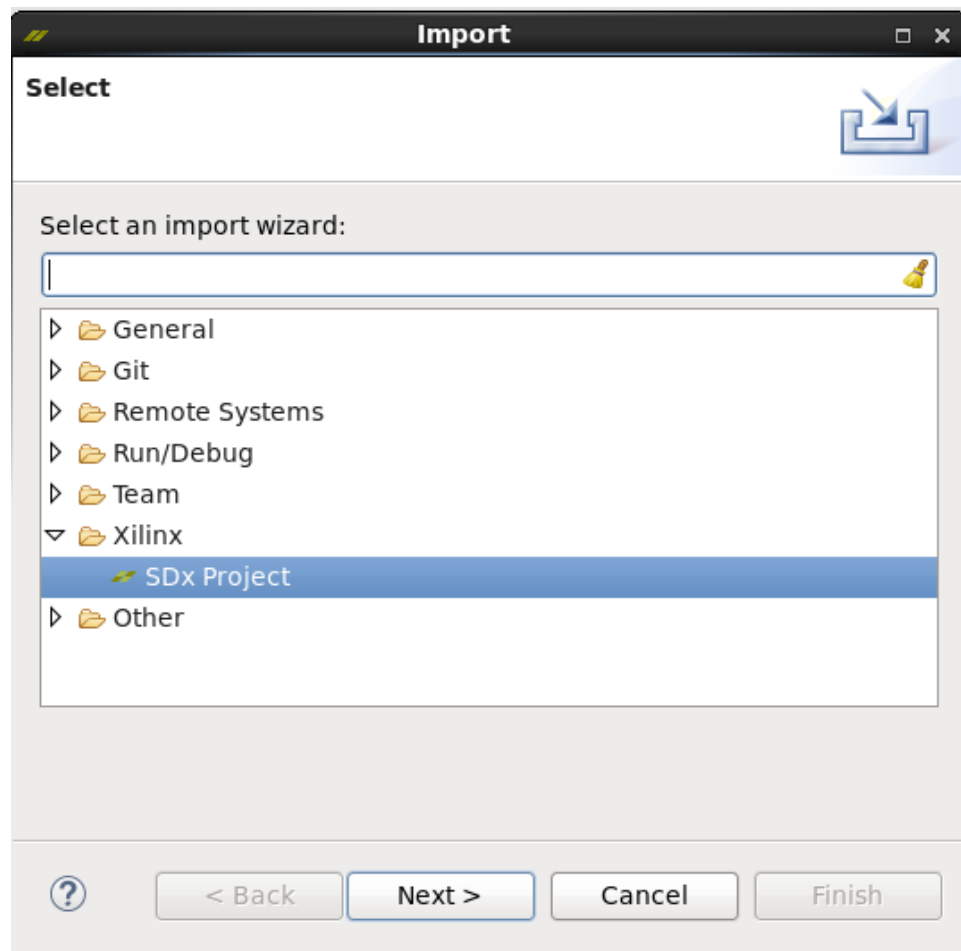 Import
Select
Select an import wizard:
General
Git
Remote Systems
Run/Debug
Team
Xilinx
SDx Project
Other
? < Back Next > Cancel Finish